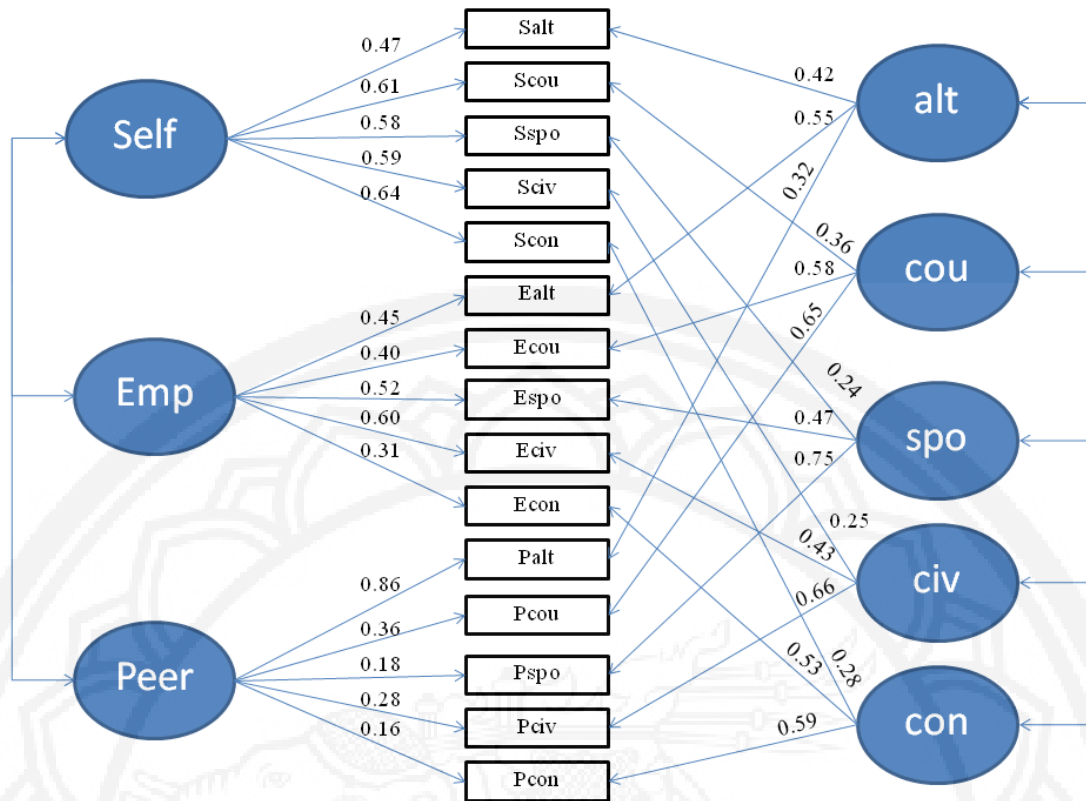 Self
0.47
0.61
0.58
0.59
0.64
Emp
0.45
0.40
0.52
0.60
0.31
Peer
0.86
0.36
0.18
0.28
0.16
Salt
Scou
Sspo
Sciv
Scon
Ealt
Ecou
Espo
Eciv
Econ
Palt
Pcou
Pspo
Pciv
Pcon
0.42
0.55
0.32
alt
0.36
0.58
0.65
cou
0.24
0.47
0.75
spo
0.25
0.43
0.66
civ
0.28
0.53
0.59
con